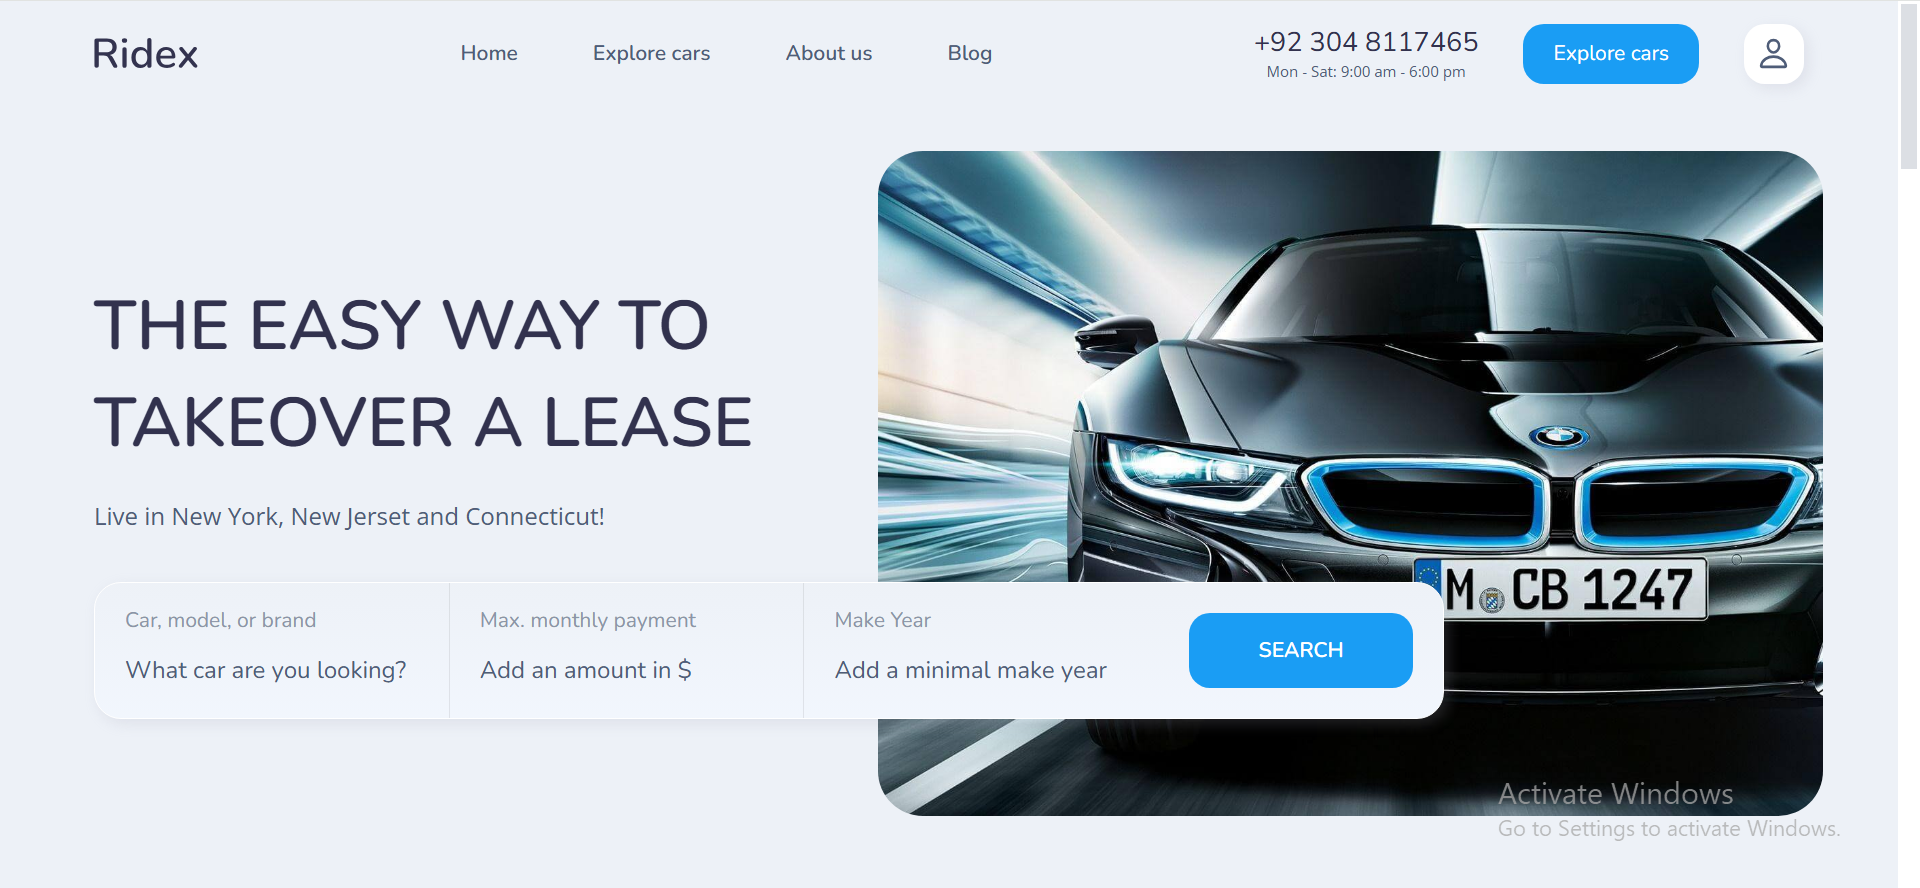 Ridex
Home
Explore cars
About us
Blog
+92 304 8117465
Mon - Sat: 9:00 am - 6:00 pm
Explore cars
THE EASY WAY TO
TAKEOVER A LEASE
Live in New York, New Jerset and Connecticut!
Car, model, or brand
What car are you looking?
Max. monthly payment
Add an amount in $
Make Year
Add a minimal make year
SEARCH
M CB 1247
Activate Windows
Go to Settings to activate Windows.